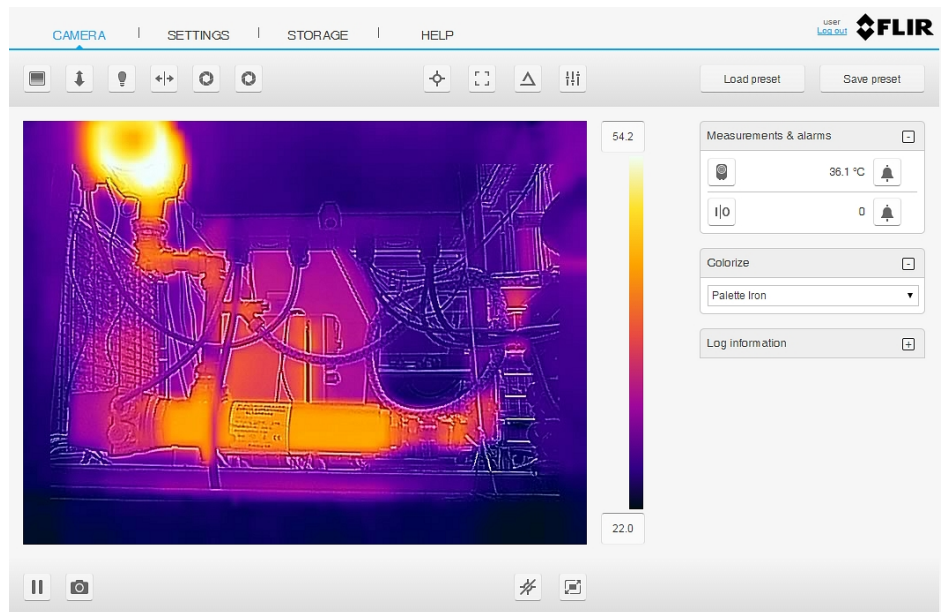 CAMERA
SETTINGS
STORAGE
HELP
user
Log out
FLIR
Load preset
Save preset
54.2
Measurements & alarms
36.1 °C
I|O
0
Colorize
Palette Iron
Log information
22.0